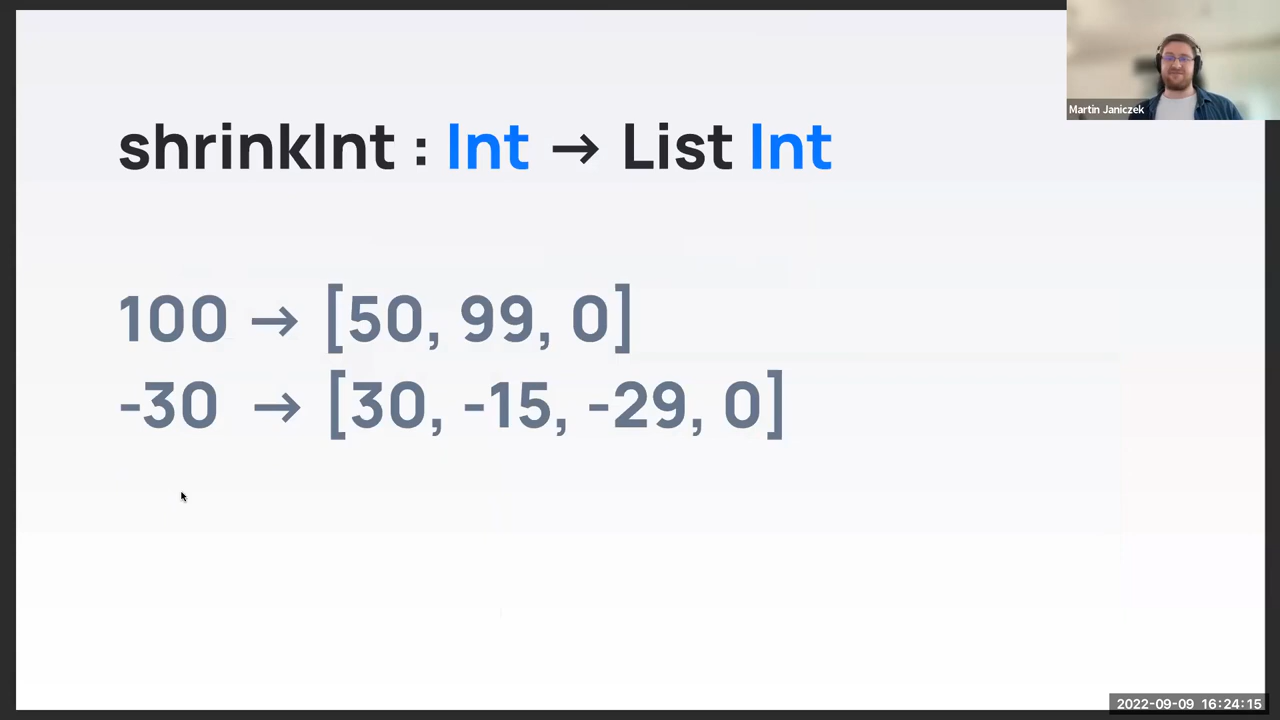 Martin Janiczek
shrinkInt : Int → List Int
100 → [50, 99, 0]
-30 → [30, -15, -29, 0]
2022-09-09 16:24:15